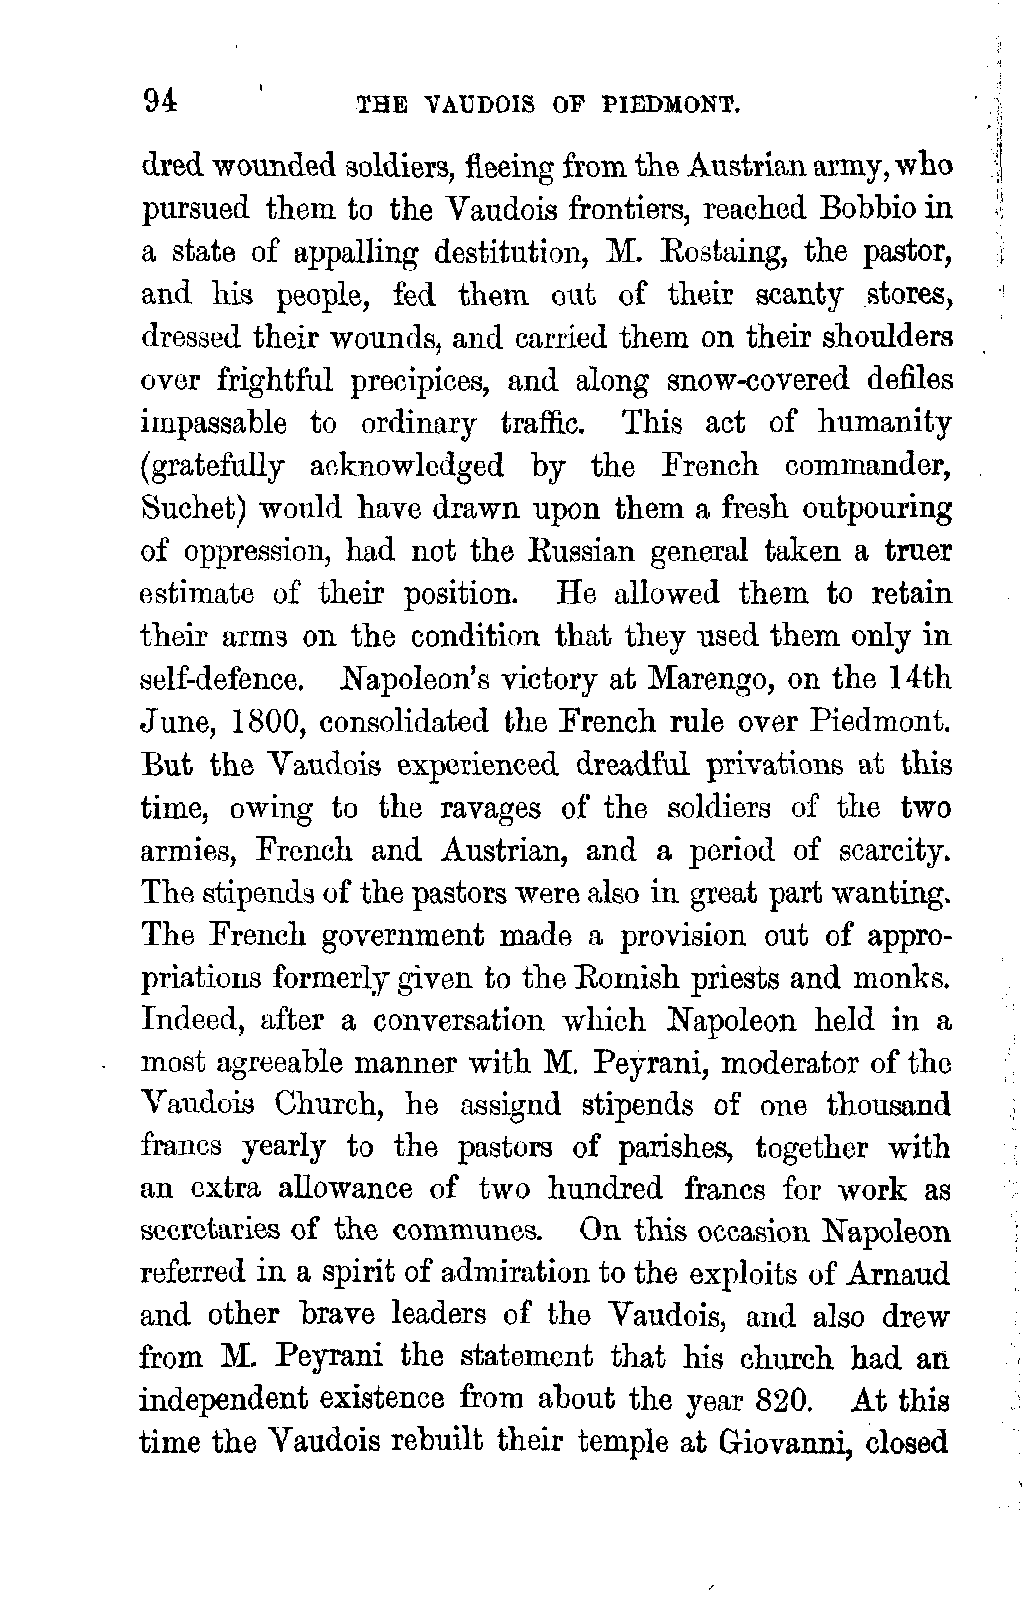 94 THE VAUDOIS OF PIEDMONT.
dred wounded soldiers, fleeing from the Austrian army, who
pursued them to the Vaudois frontiers, reached Bobbio in
a state of appalling destitution, M. Rostaing, the pastor,
and his people, fed them out of their scanty stores,
dressed their wounds, and carried them on their shoulders
over frightful precipices, and along snow-covered defiles
impassable to ordinary traffic. This act of humanity
(gratefully acknowledged by the French commander,
Suchet) would have drawn upon them a fresh outpouring
of oppression, had not the Russian general taken a truer
estimate of their position. He allowed them to retain
their arms on the condition that they used them only in
self-defence. Napoleon's victory at Marengo, on the 14th
June, 1800, consolidated the French rule over Piedmont.
But the Vaudois experienced dreadful privations at this
time, owing to the ravages of the soldiers of the two
armies, French and Austrian, and a period of scarcity.
The stipends of the pastors were also in great part wanting.
The French government made a provision out of appro-
priations formerly given to the Romish priests and monks.
Indeed, after a conversation which Napoleon held in a
most agreeable manner with M. Peyrani, moderator of the
Vaudois Church, he assignd stipends of one thousand
francs yearly to the pastors of parishes, together with
an extra allowance of two hundred francs for work as
secretaries of the communes. On this occasion Napoleon
referred in a spirit of admiration to the exploits of Arnaud
and other brave leaders of the Vaudois, and also drew
from M. Peyrani the statement that his church had an
independent existence from about the year 820. At this
time the Vaudois rebuilt their temple at Giovanni, closed